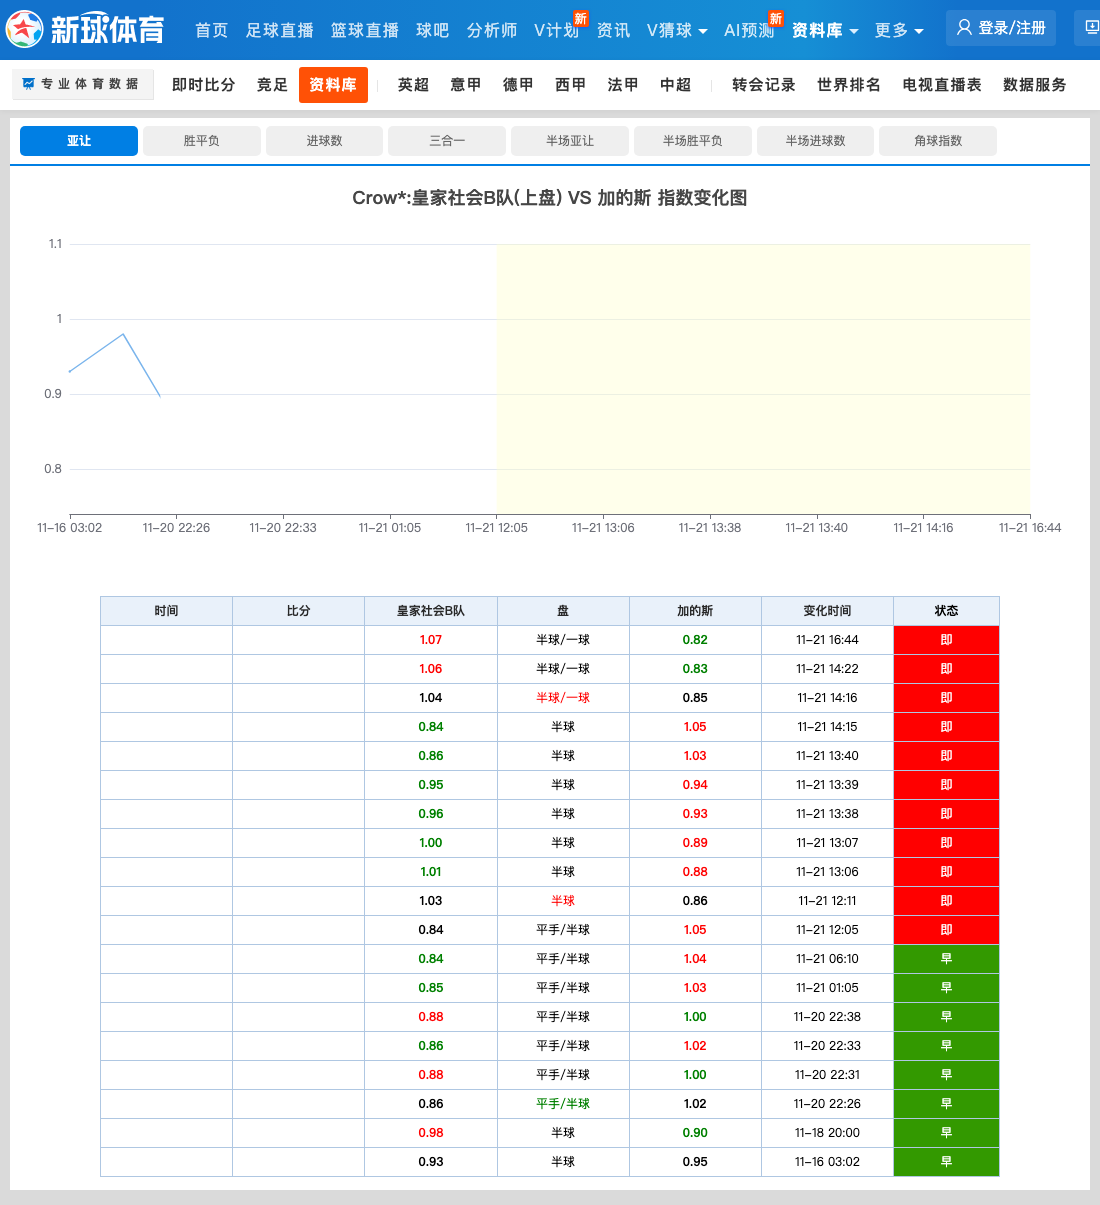 新球体育 首页 足球直播 篮球直播 球吧 分析师 V计划 新 资讯 V猜球 AI预测 新 资料库 更多 登录/注册
专业体育数据 即时比分 竞足 资料库 英超 意甲 德甲 西甲 法甲 中超 转会记录 世界排名 电视直播表 数据服务
亚让 胜平负 进球数 三合一 半场亚让 半场胜平负 半场进球数 角球指数
Crow*:皇家社会B队(上盘) VS 加的斯 指数变化图
1.1
1
0.9
0.8
11-16 03:02 11-20 22:26 11-20 22:33 11-21 01:05 11-21 12:05 11-21 13:06 11-21 13:38 11-21 13:40 11-21 14:16 11-21 16:44
时间 比分 皇家社会B队 盘 加的斯 变化时间 状态
1.07 半球/一球 0.82 11-21 16:44 即
1.06 半球/一球 0.83 11-21 14:22 即
1.04 半球/一球 0.85 11-21 14:16 即
0.84 半球 1.05 11-21 14:15 即
0.86 半球 1.03 11-21 13:40 即
0.95 半球 0.94 11-21 13:39 即
0.96 半球 0.93 11-21 13:38 即
1.00 半球 0.89 11-21 13:07 即
1.01 半球 0.88 11-21 13:06 即
1.03 半球 0.86 11-21 12:11 即
0.84 平手/半球 1.05 11-21 12:05 即
0.84 平手/半球 1.04 11-21 06:10 早
0.85 平手/半球 1.03 11-21 01:05 早
0.88 平手/半球 1.00 11-20 22:38 早
0.86 平手/半球 1.02 11-20 22:33 早
0.88 平手/半球 1.00 11-20 22:31 早
0.86 平手/半球 1.02 11-20 22:26 早
0.98 半球 0.90 11-18 20:00 早
0.93 半球 0.95 11-16 03:02 早